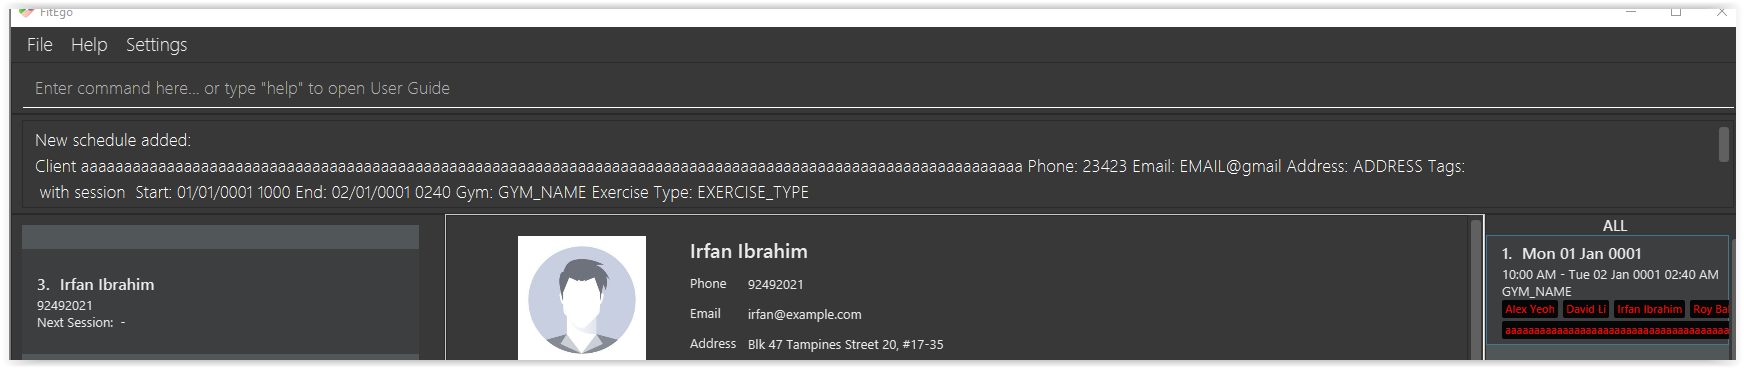 FitEgo
File Help Settings
Enter command here... or type "help" to open User Guide
New schedule added:
Client aaaaaaaaaaaaaaaaaaaaaaaaaaaaaaaaaaaaaaaaaaaaaaaaaaaaaaaaaaaaaaaaaaaaaaaaaaaaaaaaaaaaaaaaaaaaaaaaaaaaaaaaaaaa Phone: 23423 Email: EMAIL@gmail Address: ADDRESS Tags:
with session Start: 01/01/0001 1000 End: 02/01/0001 0240 Gym: GYM_NAME Exercise Type: EXERCISE_TYPE
3. Irfan Ibrahim
92492021
Next Session: -
Irfan Ibrahim
Phone 92492021
Email irfan@example.com
Address Blk 47 Tampines Street 20, #17-35
ALL
1. Mon 01 Jan 0001
10:00 AM - Tue 02 Jan 0001 02:40 AM
GYM_NAME
Alex Yeoh David Li Irfan Ibrahim Roy
aaaaaaaaaaaaaaaaaaaaaaaaaaaaaaaaaaaaaaaa